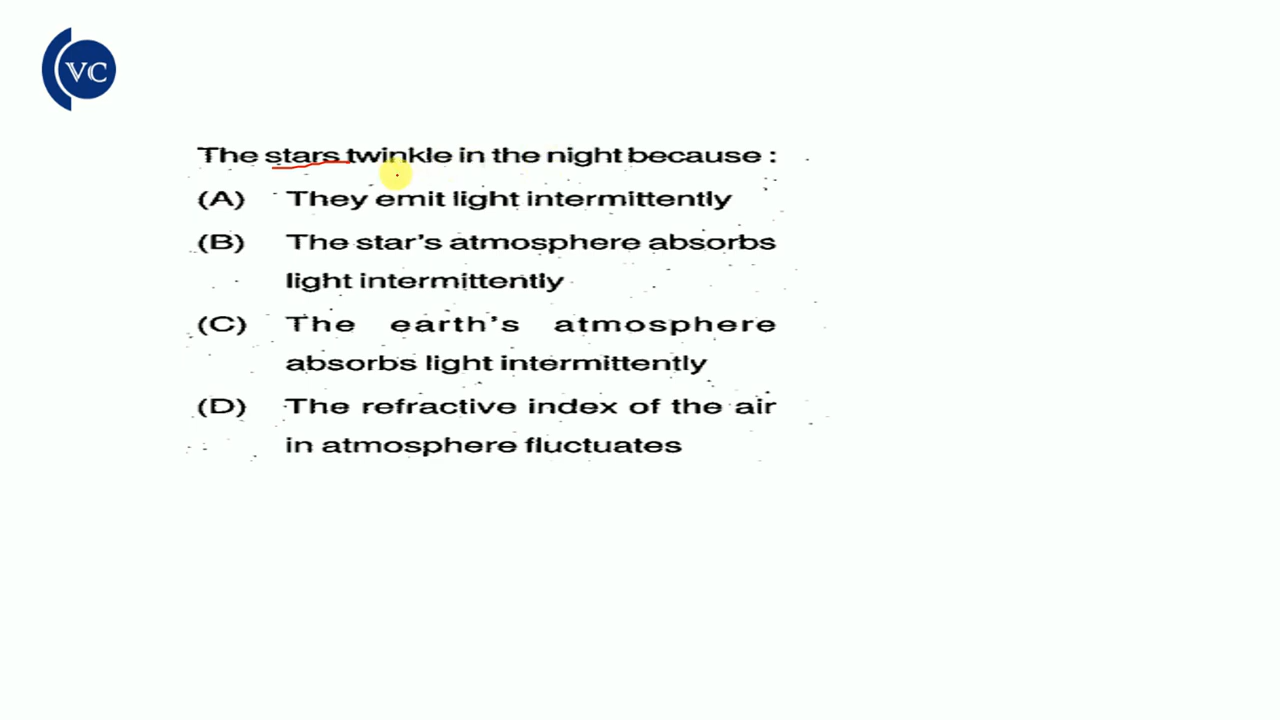 VC
The stars twinkle in the night because :
(A) They emit light intermittently
(B) The star's atmosphere absorbs
light intermittently
(C) The earth's atmosphere
absorbs light intermittently
(D) The refractive index of the air
in atmosphere fluctuates